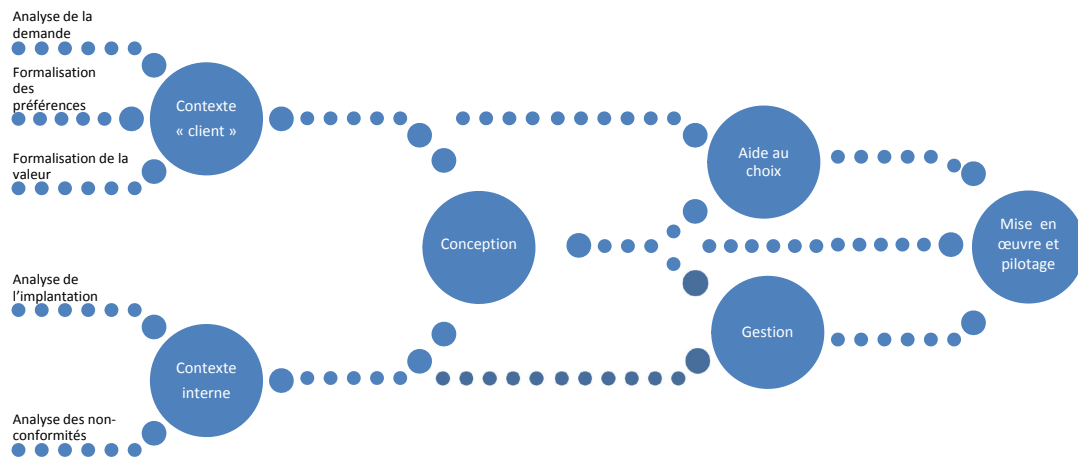 Analyse de la
demande
Formalisation
des
préférences
Contexte
« client »
Formalisation de la
valeur
Aide au
choix
Conception
Mise en
œuvre et
pilotage
Analyse de
l'implantation
Gestion
Contexte
interne
Analyse des non-
conformités